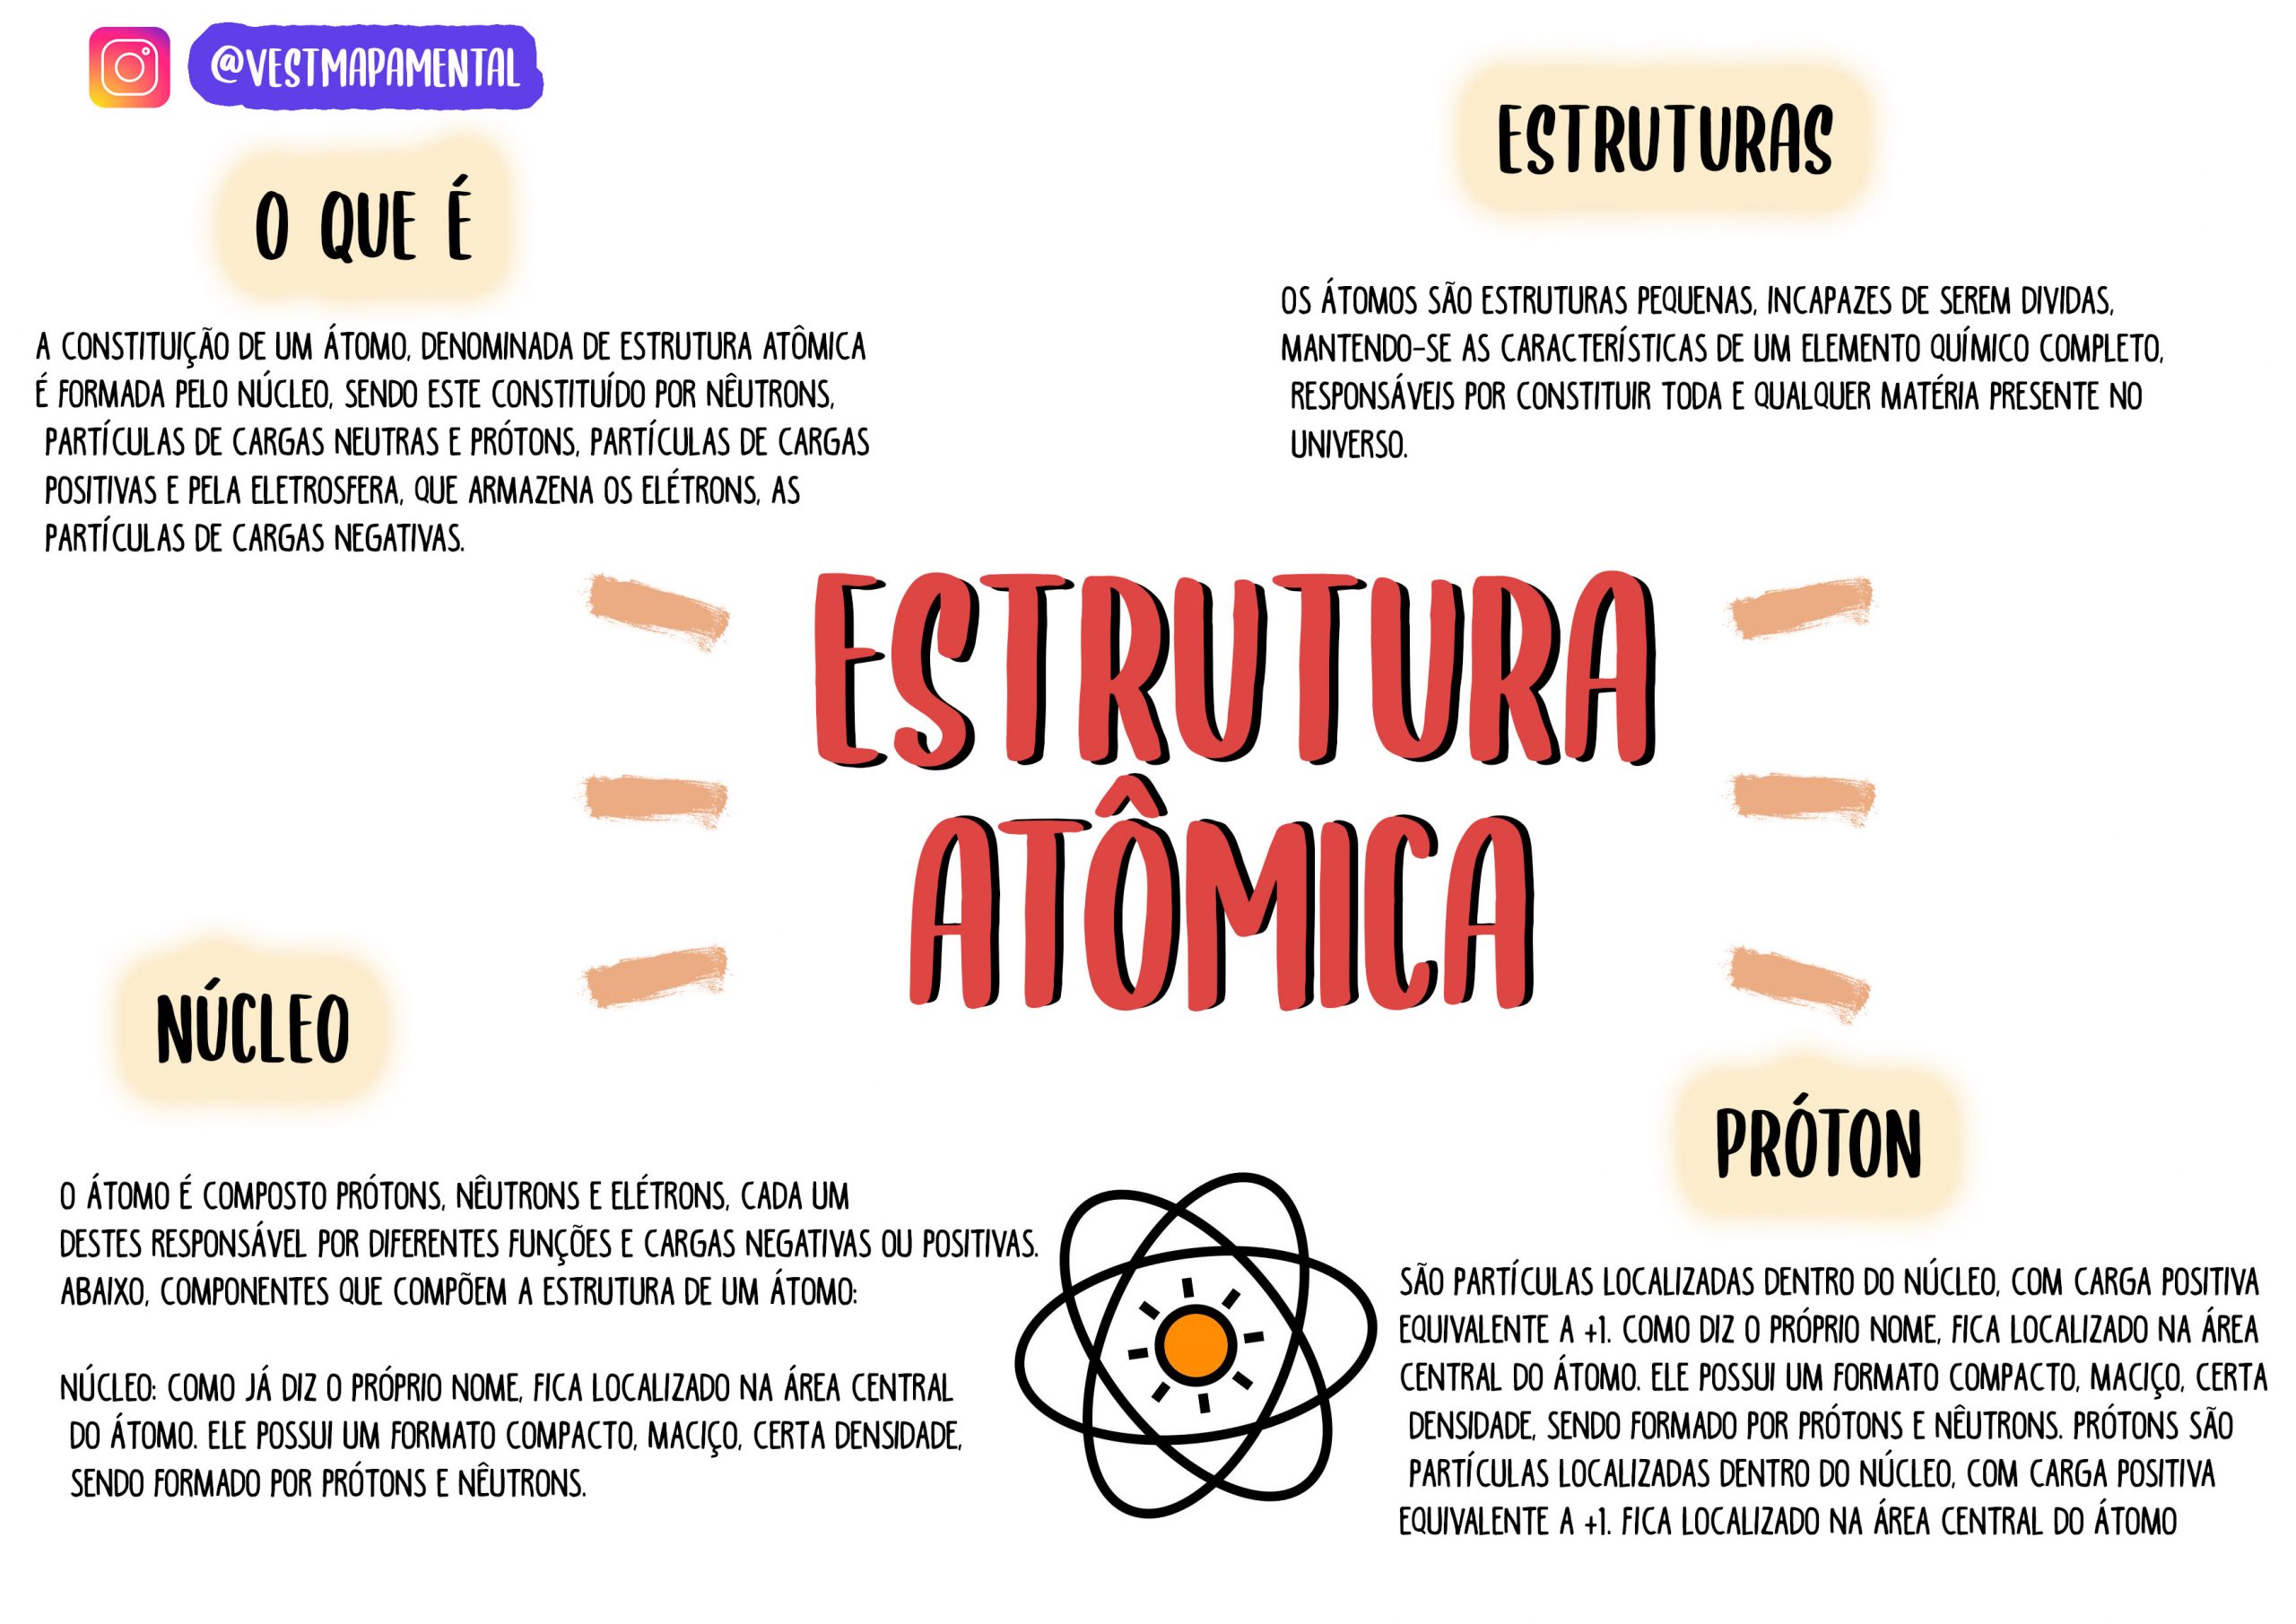 @VESTMAPAMENTAL
O QUE É
A CONSTITUIÇÃO DE UM ÁTOMO, DENOMINADA DE ESTRUTURA ATÔMICA
É FORMADA PELO NÚCLEO, SENDO ESTE CONSTITUÍDO POR NÊUTRONS,
PARTÍCULAS DE CARGAS NEUTRAS E PRÓTONS, PARTÍCULAS DE CARGAS
POSITIVAS E PELA ELETROSFERA, QUE ARMAZENA OS ELÉTRONS, AS
PARTÍCULAS DE CARGAS NEGATIVAS.
ESTRUTURAS
OS ÁTOMOS SÃO ESTRUTURAS PEQUENAS, INCAPAZES DE SEREM DIVIDAS,
MANTENDO-SE AS CARACTERÍSTICAS DE UM ELEMENTO QUÍMICO COMPLETO,
RESPONSÁVEIS POR CONSTITUIR TODA E QUALQUER MATÉRIA PRESENTE NO
UNIVERSO.
ESTRUTURA
ATÔMICA
NÚCLEO
O ÁTOMO É COMPOSTO PRÓTONS, NÊUTRONS E ELÉTRONS, CADA UM
DESTES RESPONSÁVEL POR DIFERENTES FUNÇÕES E CARGAS NEGATIVAS OU POSITIVAS.
ABAIXO, COMPONENTES QUE COMPÕEM A ESTRUTURA DE UM ÁTOMO:
NÚCLEO: COMO JÁ DIZ O PRÓPRIO NOME, FICA LOCALIZADO NA ÁREA CENTRAL
DO ÁTOMO. ELE POSSUI UM FORMATO COMPACTO, MACIÇO, CERTA DENSIDADE,
SENDO FORMADO POR PRÓTONS E NÊUTRONS.
PRÓTON
SÃO PARTÍCULAS LOCALIZADAS DENTRO DO NÚCLEO, COM CARGA POSITIVA
EQUIVALENTE A +1. COMO DIZ O PRÓPRIO NOME, FICA LOCALIZADO NA ÁREA
CENTRAL DO ÁTOMO. ELE POSSUI UM FORMATO COMPACTO, MACIÇO, CERTA
DENSIDADE, SENDO FORMADO POR PRÓTONS E NÊUTRONS. PRÓTONS SÃO
PARTÍCULAS LOCALIZADAS DENTRO DO NÚCLEO, COM CARGA POSITIVA
EQUIVALENTE A +1. FICA LOCALIZADO NA ÁREA CENTRAL DO ÁTOMO